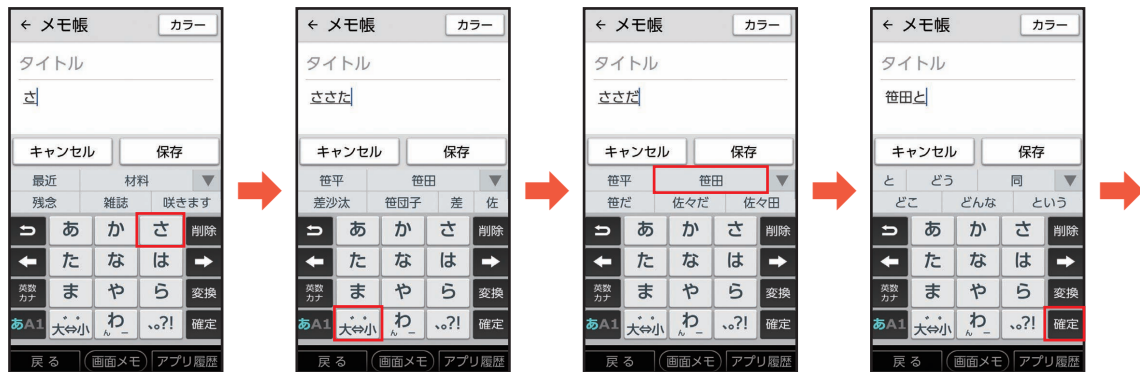 ← メモ帳 カラー
タイトル
さ
キャンセル 保存
最近 材料 ▼
残念 雑誌 咲きます
あ か さ 削除
← た な は →
英数
カナ ま や ら 変換
あA1 大⇔小 わ
ん
ー 、。?! 確定
戻る 画面メモ アプリ履歴
← メモ帳 カラー
タイトル
ささた
キャンセル 保存
笹平 笹田 ▼
差沙汰 笹団子 差 佐
あ か さ 削除
← た な は →
英数
カナ ま や ら 変換
あA1 大⇔小 わ
ん
ー 、。?! 確定
戻る 画面メモ アプリ履歴
← メモ帳 カラー
タイトル
ささだ
キャンセル 保存
笹平 笹田 ▼
笹だ 佐々だ 佐々田
あ か さ 削除
← た な は →
英数
カナ ま や ら 変換
あA1 大⇔小 わ
ん
ー 、。?! 確定
戻る 画面メモ アプリ履歴
← メモ帳 カラー
タイトル
笹田と
キャンセル 保存
と どう 同 ▼
どこ どんな という
あ か さ 削除
← た な は →
英数
カナ ま や ら 変換
あA1 大⇔小 わ
ん
ー 、。?! 確定
戻る 画面メモ アプリ履歴